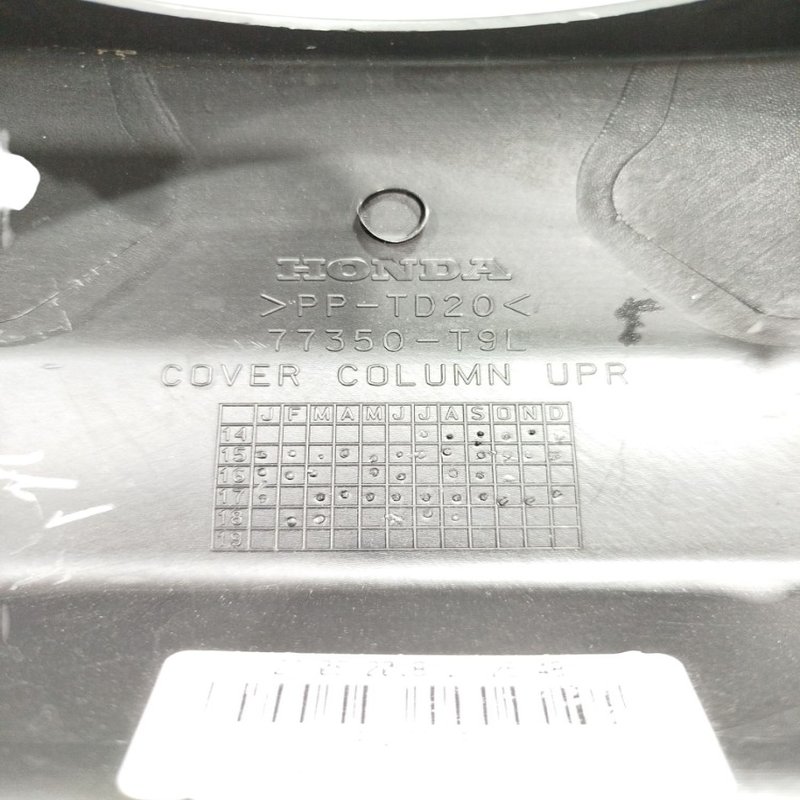 HONDA
>PP-TD20<
77350-T9L
COVER COLUMN UPR
J F M A M J J A S O N D
14
15
16
17
18
19